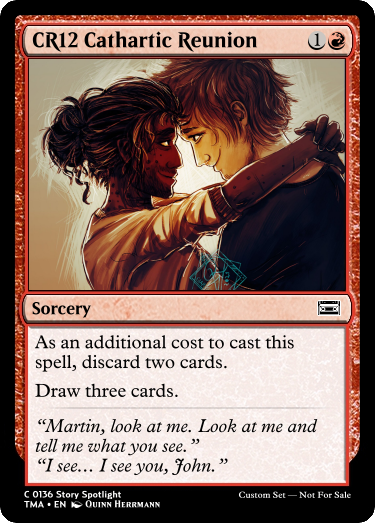 CR12 Cathartic Reunion 1
Sorcery
As an additional cost to cast this
spell, discard two cards.
Draw three cards.
“Martin, look at me. Look at me and
tell me what you see.”
“I see… I see you, John.”
C 0136 Story Spotlight
TMA • EN Quinn Herrmann
Custom Set — Not For Sale